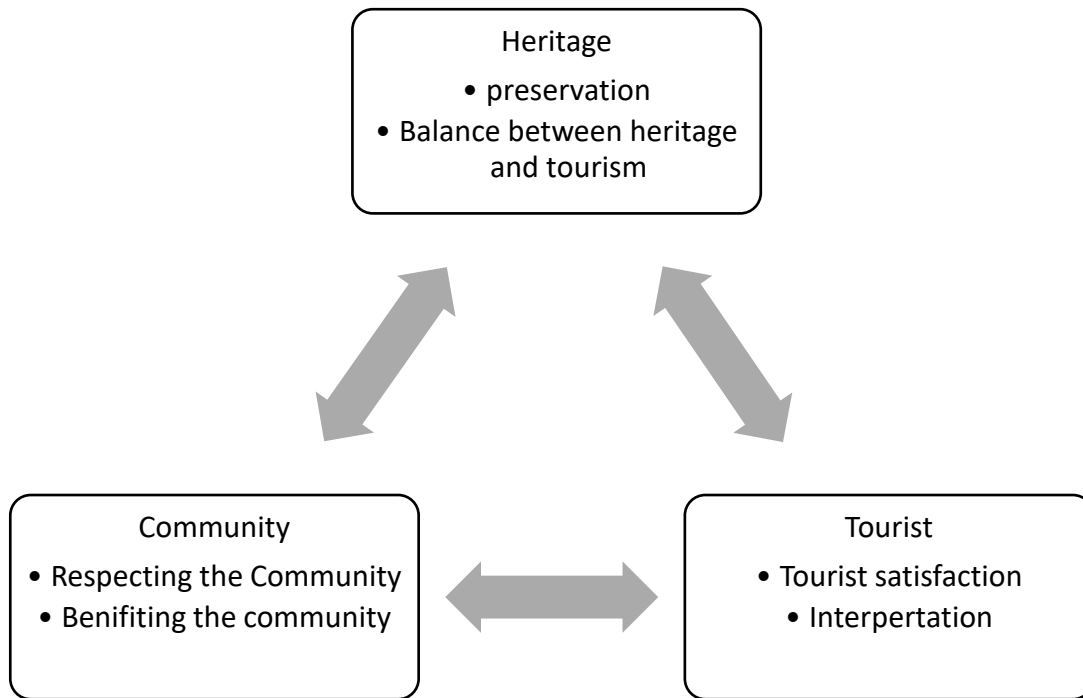 Heritage
• preservation
• Balance between heritage
and tourism
Community
• Respecting the Community
• Benifiting the community
Tourist
• Tourist satisfaction
• Interpertation